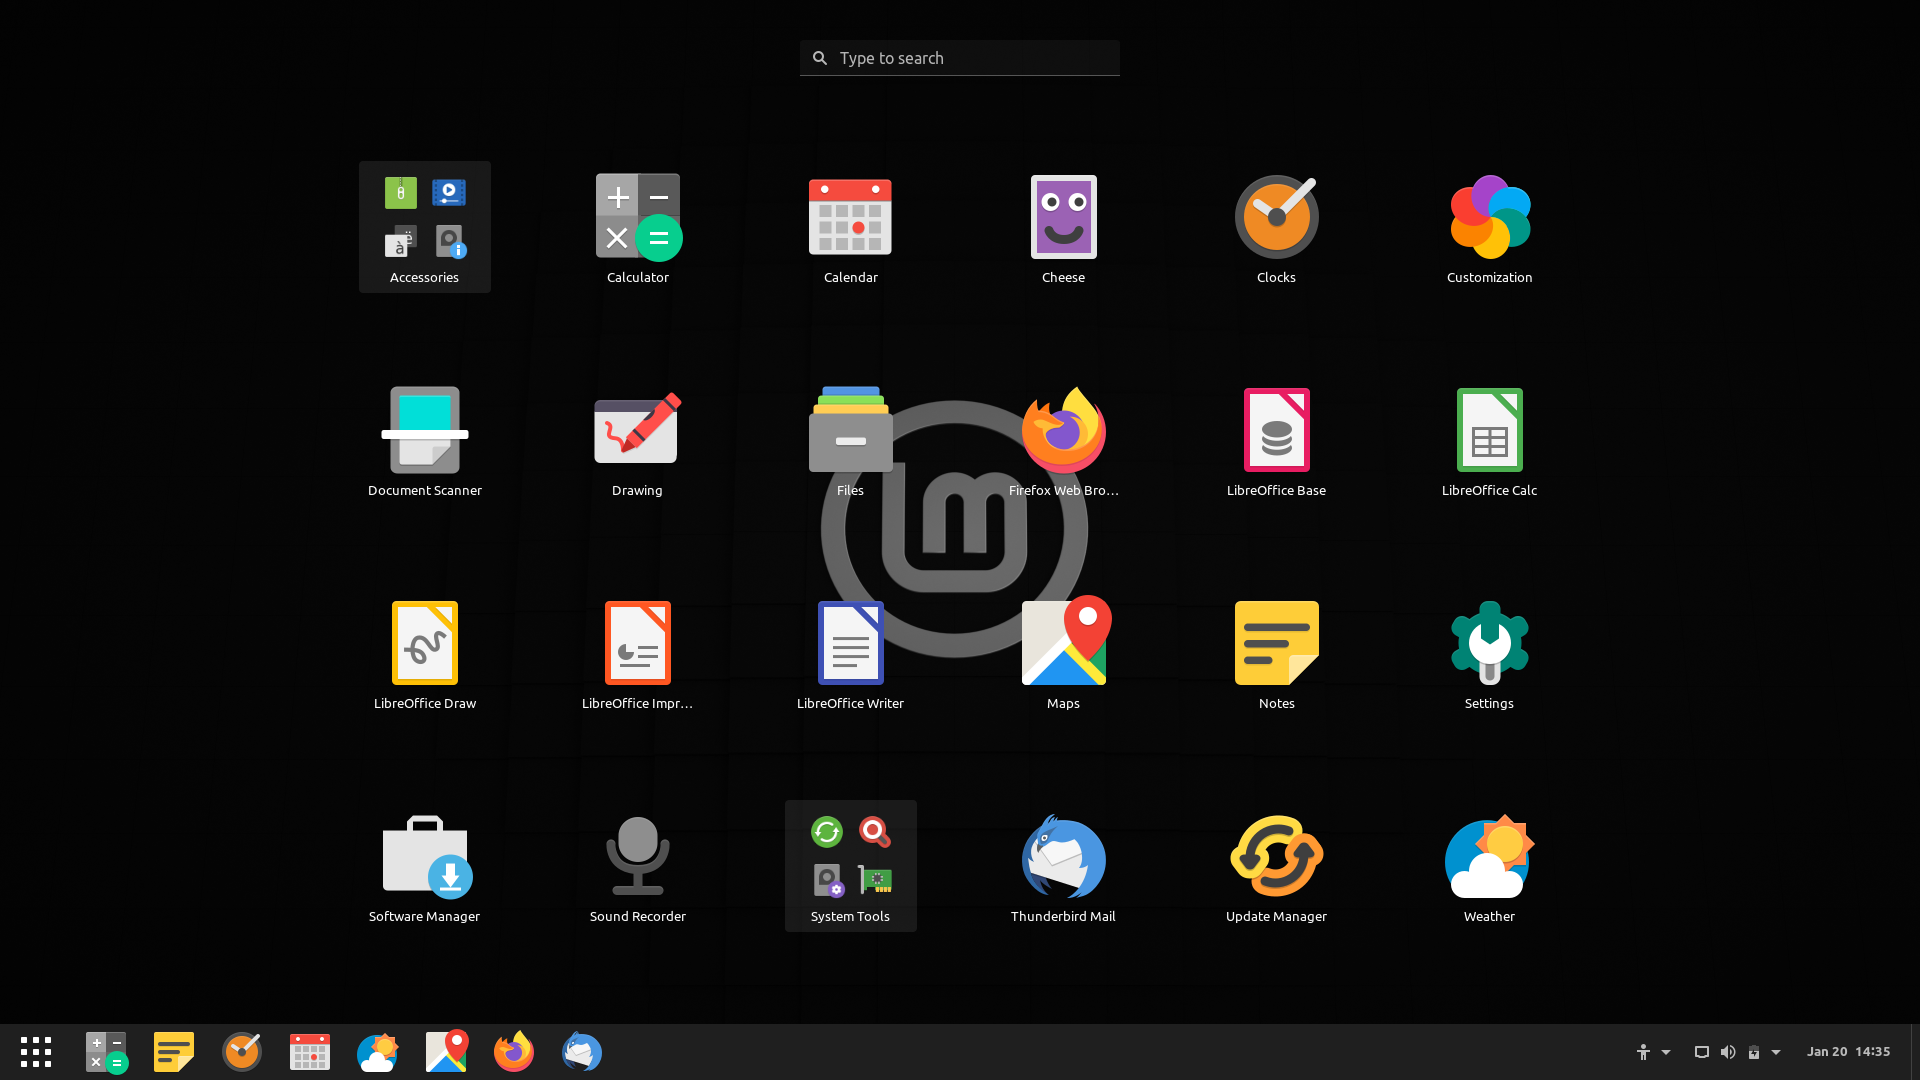 Type to search
Accessories
Calculator
Calendar
Cheese
Clocks
Customization
Document Scanner
Drawing
Files
Firefox Web Bro…
LibreOffice Base
LibreOffice Calc
LibreOffice Draw
LibreOffice Impr…
LibreOffice Writer
Maps
Notes
Settings
Software Manager
Sound Recorder
System Tools
Thunderbird Mail
Update Manager
Weather
Jan 20 14:35